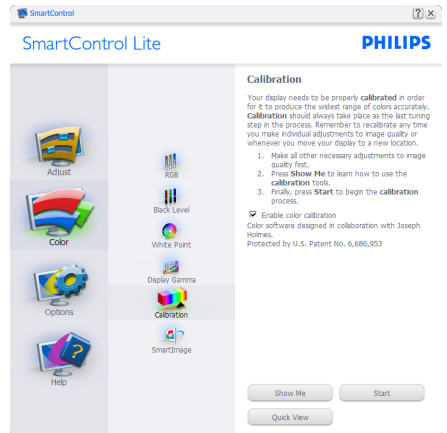 SmartControl
SmartControl Lite
PHILIPS
Adjust
Color
Options
Help
RGB
Black Level
White Point
Display Gamma
Calibration
SmartImage
Calibration
Your display needs to be properly calibrated in order
for it to produce the widest range of colors accurately.
Calibration should always take place as the last tuning
step in the process. Remember to recalibrate any time
you make individual adjustments to image quality or
whenever you move your display to a new location.
1. Make all other necessary adjustments to image
quality first.
2. Press Show Me to learn how to use the
calibration tools.
3. Finally, press Start to begin the calibration
process.
Enable color calibration
Color software designed in collaboration with Joseph
Holmes.
Protected by U.S. Patent No. 6,686,953
Show Me
Start
Quick View